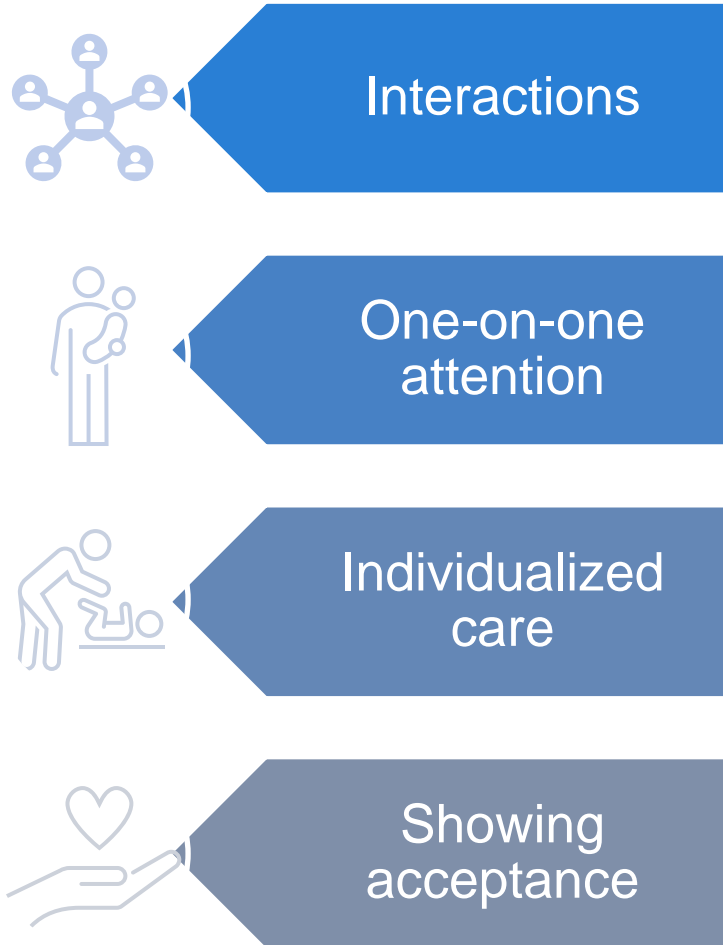 Interactions
One-on-one
attention
Individualized
care
Showing
acceptance